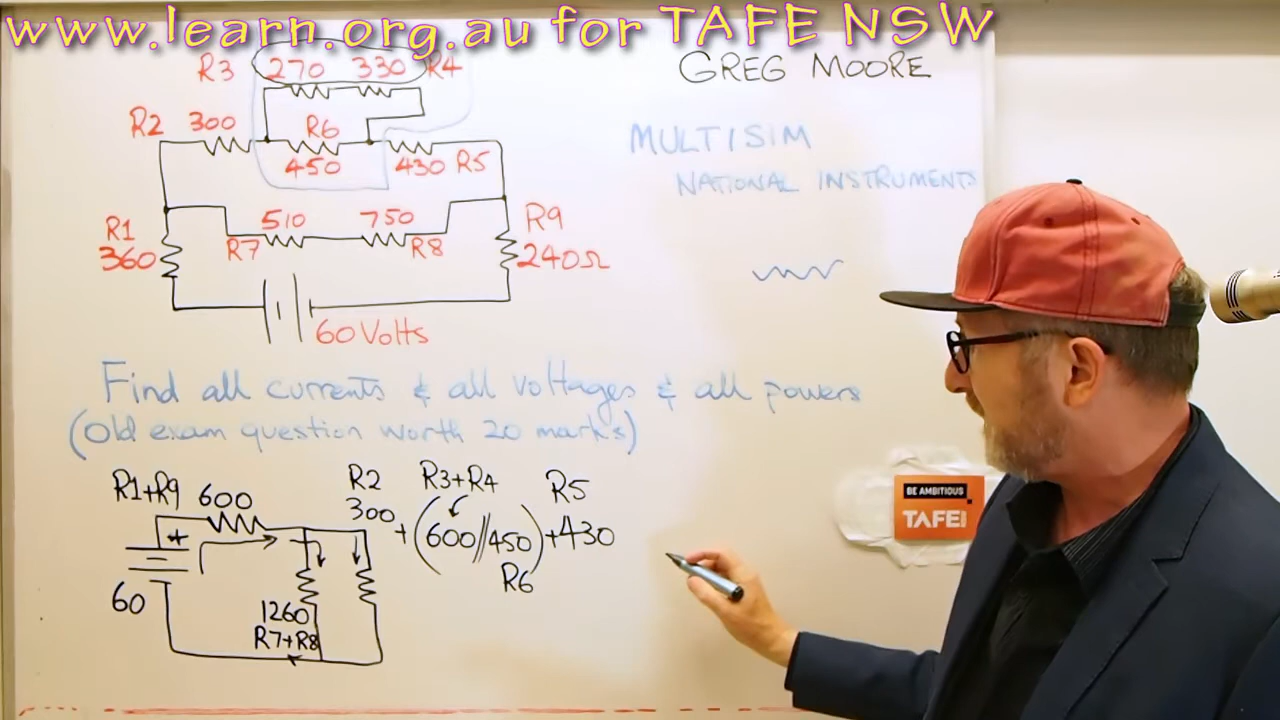 www.learn.org.au for TAFE NSW
GREG MOORE
R3 270 330 R4
R2 300
R6
450
430 R5
MULTISIM
NATIONAL INSTRUMENTS
R1
360
510
R7
750
R8
R9
240Ω
60 Volts
Find all currents & all voltages & all powers
(Old exam question worth 20 marks)
R1+R9 600
R2
300
R3+R4
R5
+(600//450)+430
R6
60
1260
R7+R8
BE AMBITIOUS
TAFE